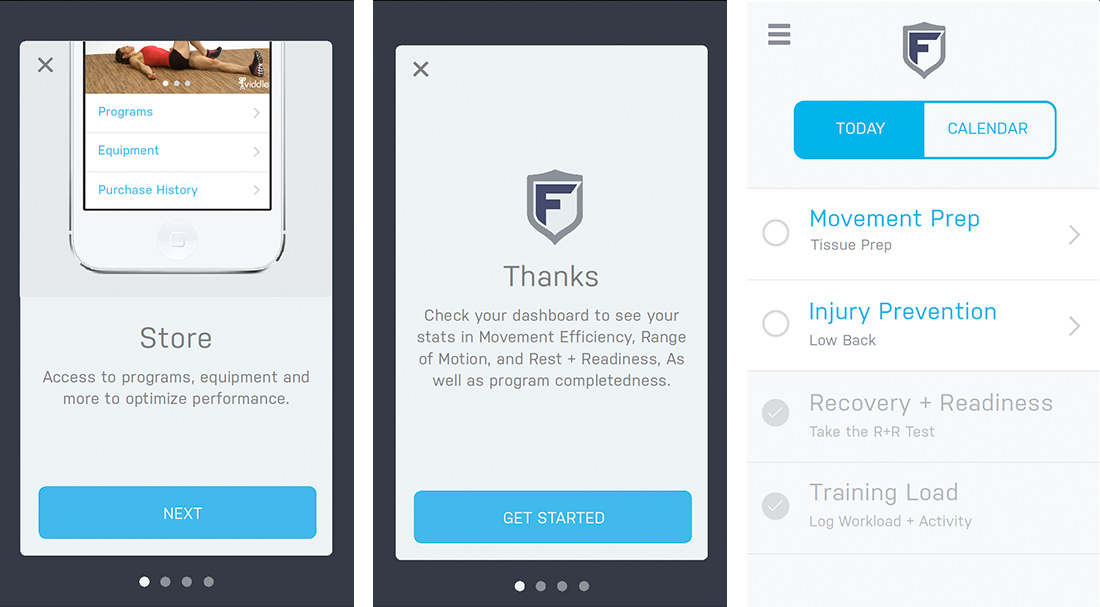 viddler
Programs
Equipment
Purchase History
Store
Access to programs, equipment and
more to optimize performance.
NEXT
F
Thanks
Check your dashboard to see your
stats in Movement Efficiency, Range
of Motion, and Rest + Readiness, As
well as program completedness.
GET STARTED
F
TODAY
CALENDAR
Movement Prep
Tissue Prep
Injury Prevention
Low Back
Recovery + Readiness
Take the R+R Test
Training Load
Log Workload + Activity